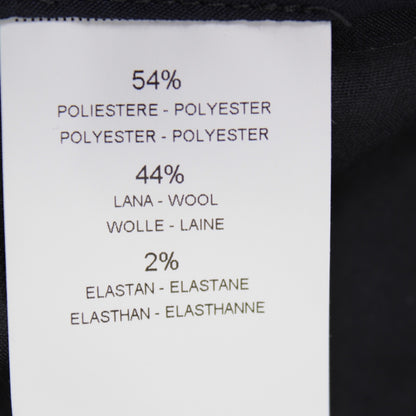 54%
POLIESTERE - POLYESTER
POLYESTER - POLYESTER
44%
LANA - WOOL
WOLLE - LAINE
2%
ELASTAN - ELASTANE
ELASTHAN - ELASTHANNE